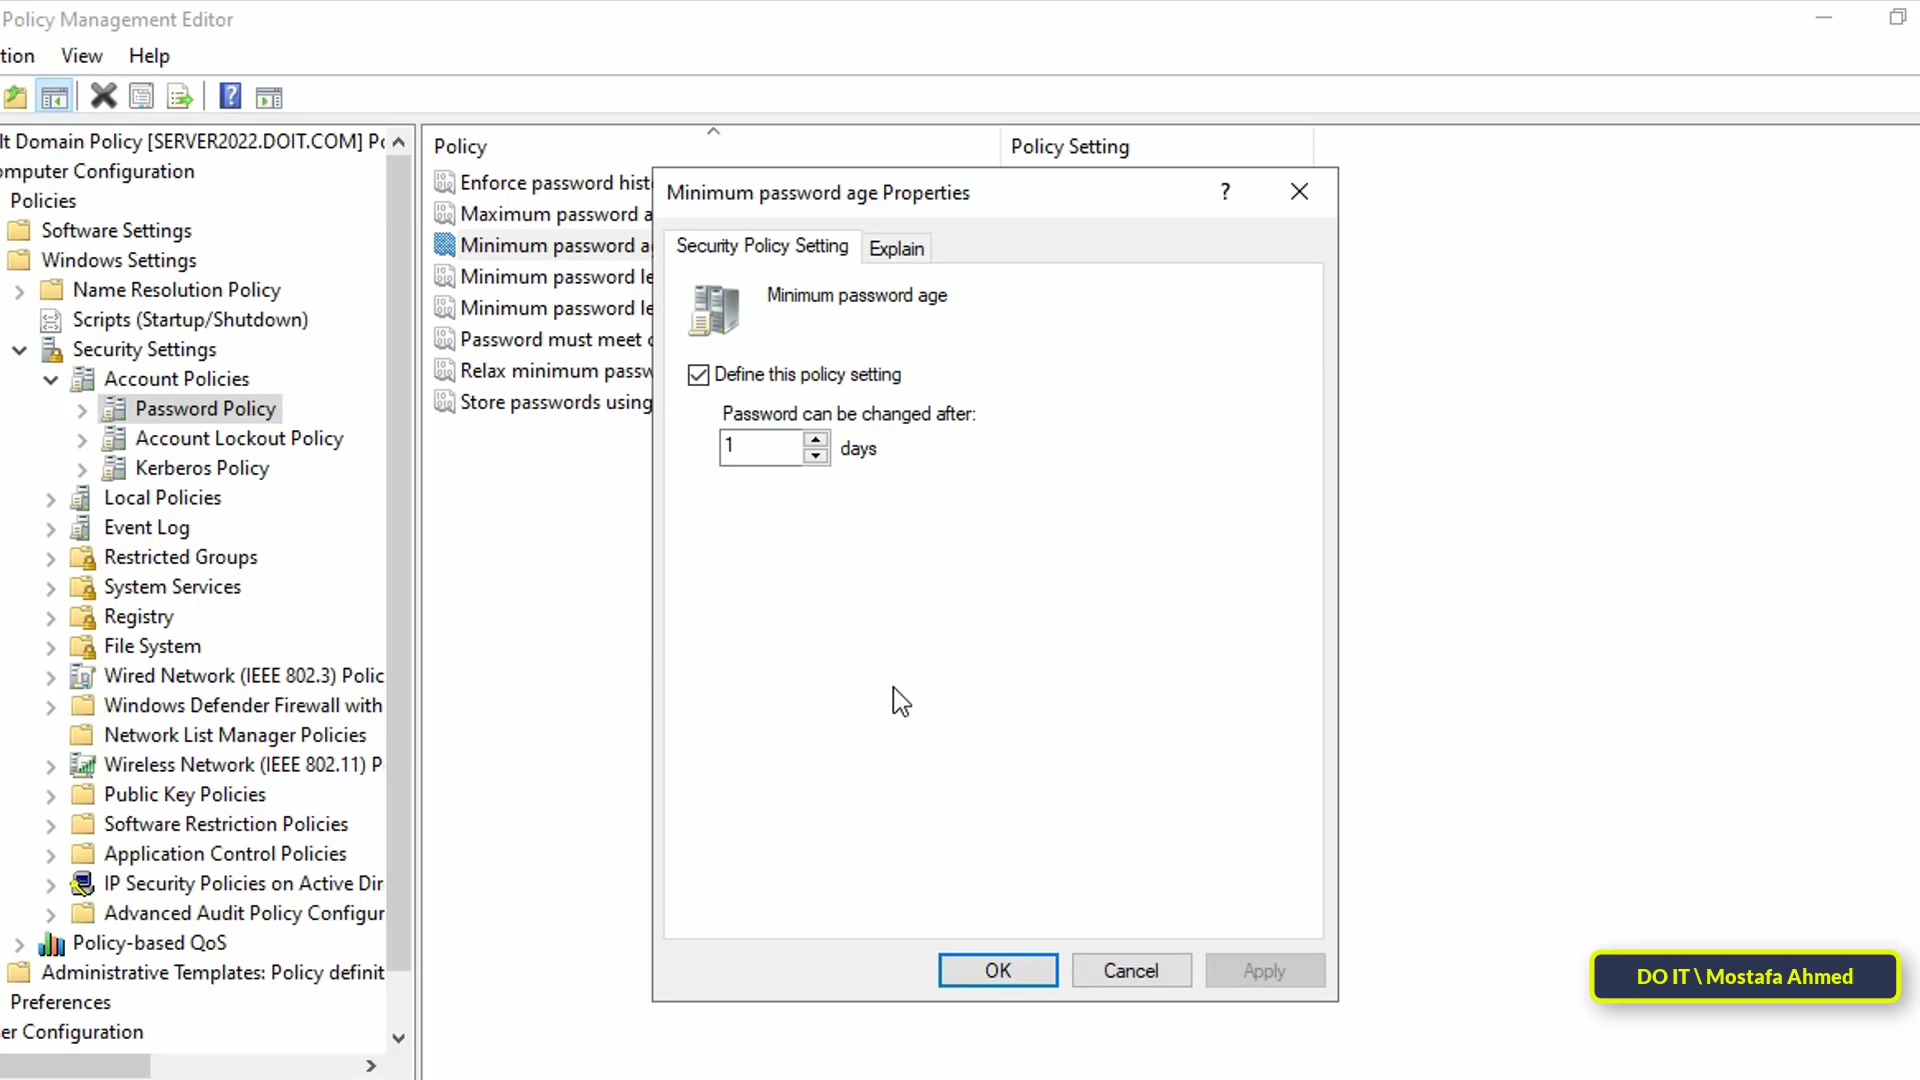 Policy Management Editor
tion View Help
lt Domain Policy [SERVER2022.DOIT.COM] Po
omputer Configuration
Policies
Software Settings
Windows Settings
Name Resolution Policy
Scripts (Startup/Shutdown)
Security Settings
Account Policies
Password Policy
Account Lockout Policy
Kerberos Policy
Local Policies
Event Log
Restricted Groups
System Services
Registry
File System
Wired Network (IEEE 802.3) Polic
Windows Defender Firewall with
Network List Manager Policies
Wireless Network (IEEE 802.11) P
Public Key Policies
Software Restriction Policies
Application Control Policies
IP Security Policies on Active Dir
Advanced Audit Policy Configur
Policy-based QoS
Administrative Templates: Policy definit
Preferences
er Configuration
Policy Policy Setting
Enforce password hist
Maximum password a
Minimum password ag
Minimum password le
Minimum password le
Password must meet c
Relax minimum passw
Store passwords using
Minimum password age Properties
Security Policy Setting Explain
Minimum password age
Define this policy setting
Password can be changed after:
1 days
OK Cancel Apply
DO IT \ Mostafa Ahmed